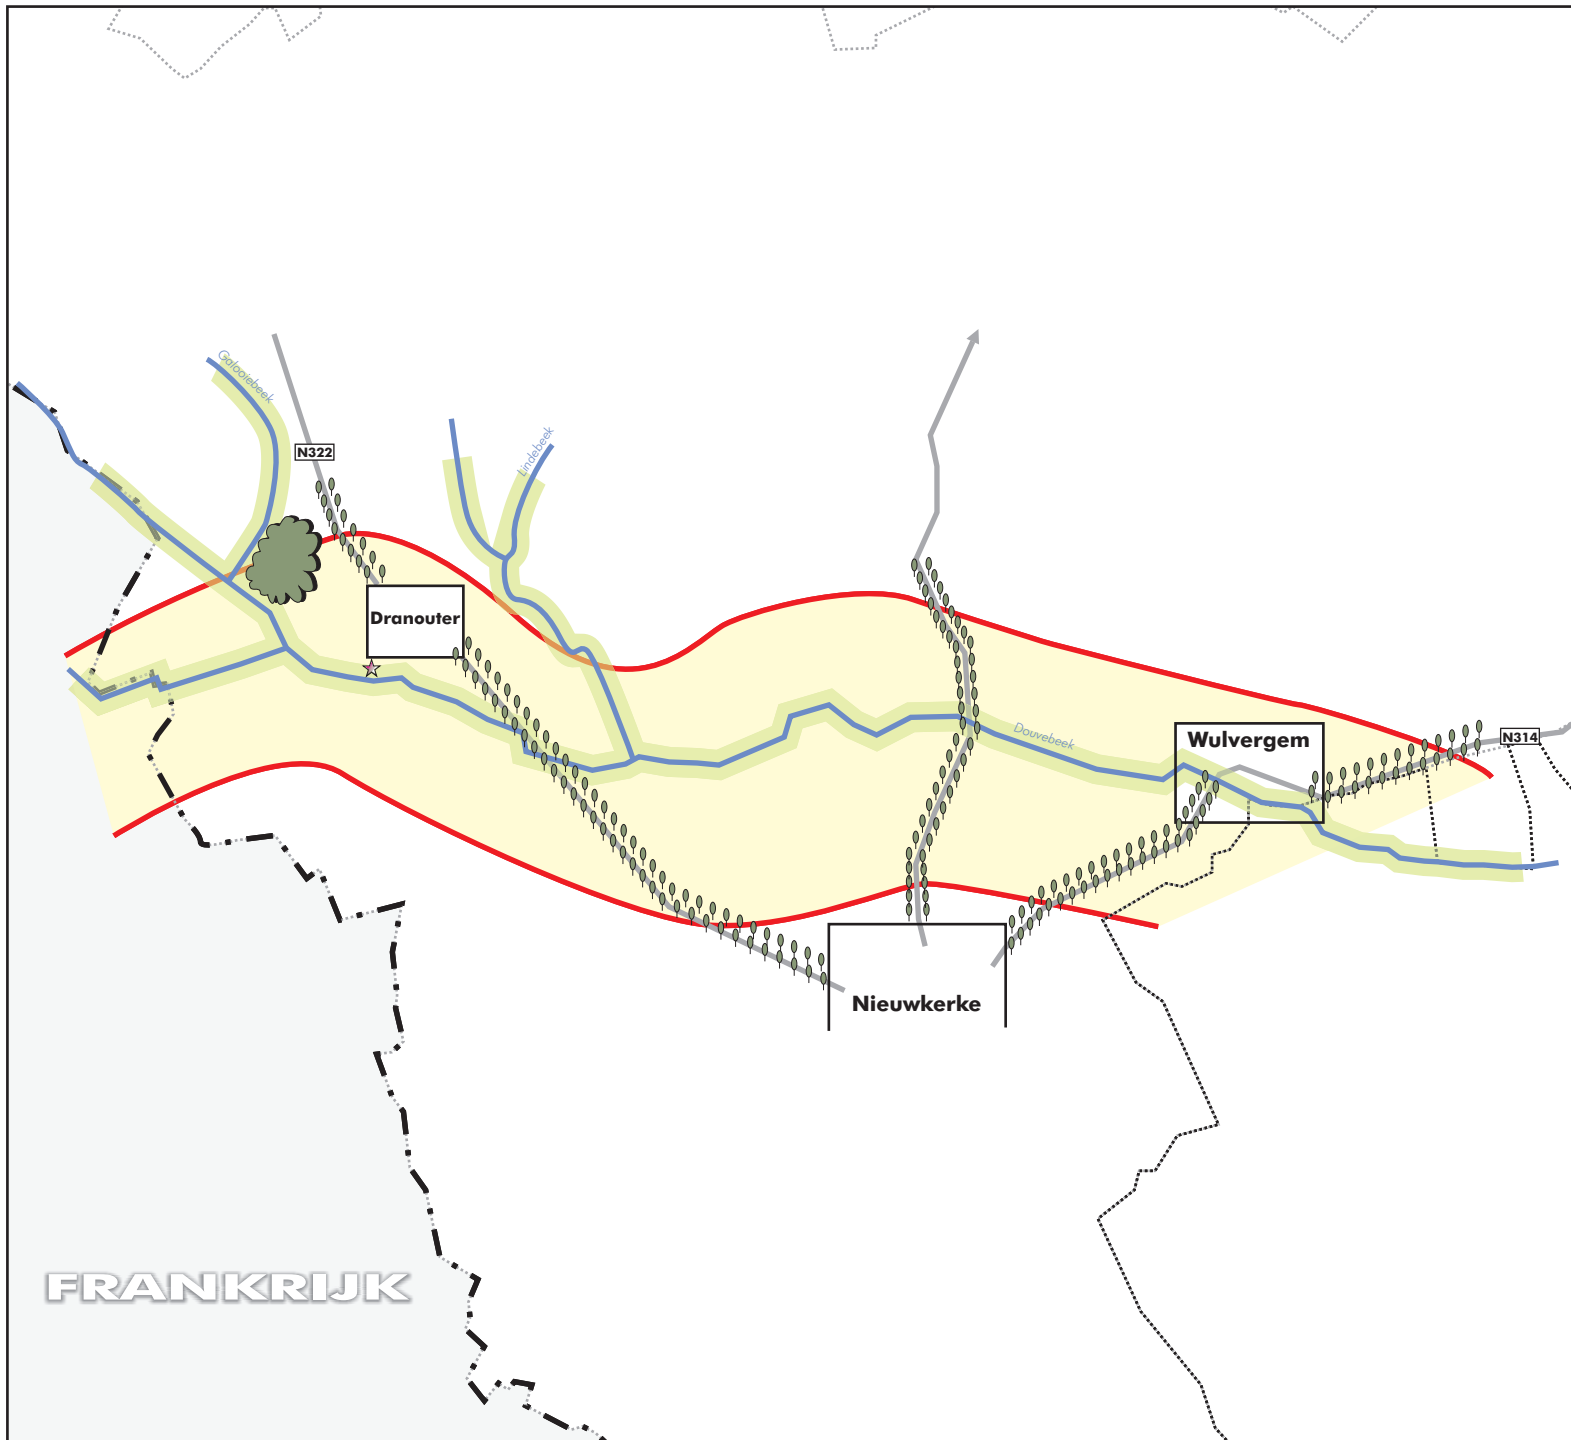 Galooiebeek
N322
Lindebeek
Dranouter
Douvebeek
Wulvergem
N314
Nieuwkerke
FRANKRIJK